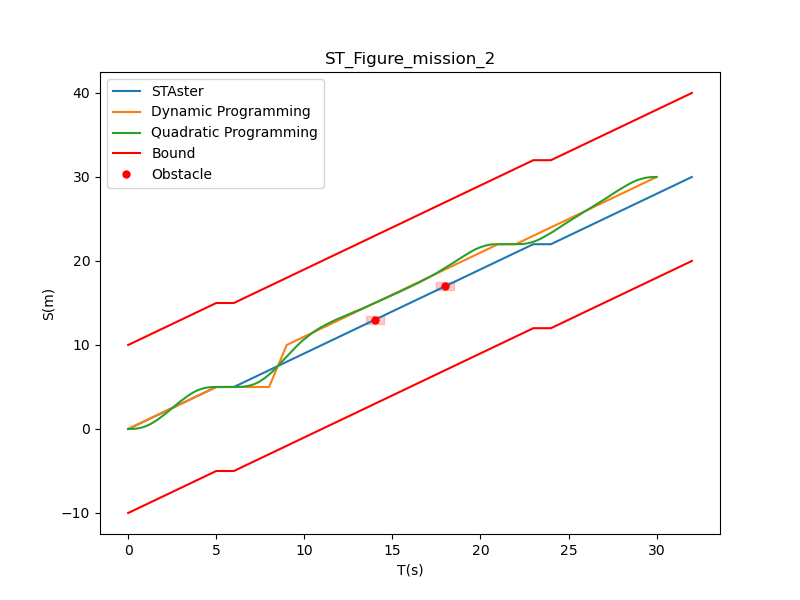 ST_Figure_mission_2
STAster
Dynamic Programming
Quadratic Programming
Bound
Obstacle
40
30
20
10
0
−10
S(m)
0 5 10 15 20 25 30
T(s)